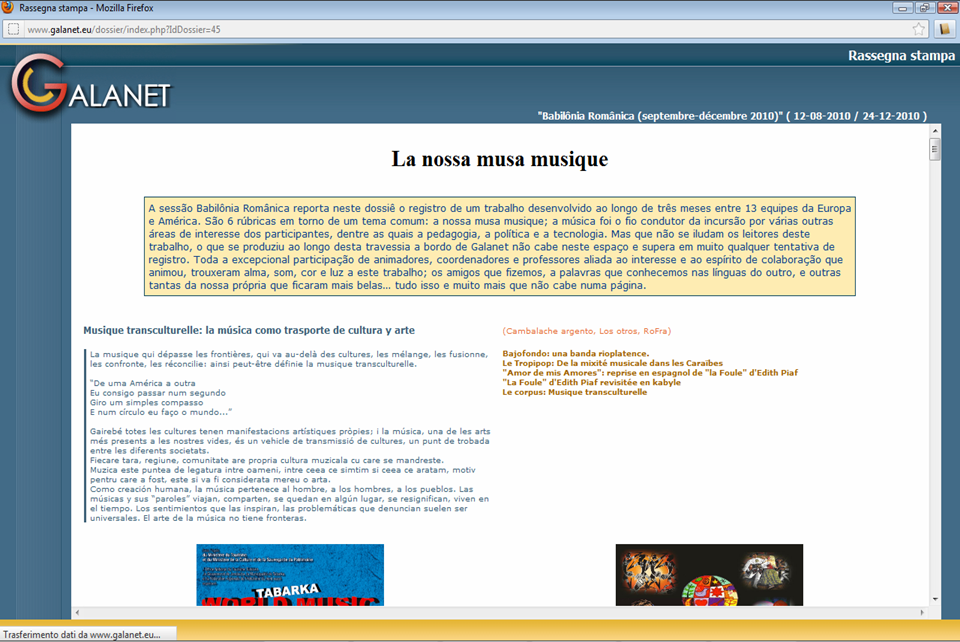 Rassegna stampa - Mozilla Firefox
www.galanet.eu/dossier/index.php?IdDossier=45
Rassegna stampa
GALANET
"Babilônia Românica (septembre-décembre 2010)" ( 12-08-2010 / 24-12-2010 )
La nossa musa musique
A sessão Babilônia Românica reporta neste dossiê o registro de um trabalho desenvolvido ao longo de três meses entre 13 equipes da Europa
e América. São 6 rúbricas em torno de um tema comum: a nossa musa musique; a música foi o fio condutor da incursão por várias outras
áreas de interesse dos participantes, dentre as quais a pedagogia, a política e a tecnologia. Mas que não se iludam os leitores deste
trabalho, o que se produziu ao longo desta travessia a bordo de Galanet não cabe neste espaço e supera em muito qualquer tentativa de
registro. Toda a excepcional participação de animadores, coordenadores e professores aliada ao interesse e ao espírito de colaboração que
animou, trouxeram alma, som, cor e luz a este trabalho; os amigos que fizemos, a palavras que conhecemos nas línguas do outro, e outras
tantas da nossa própria que ficaram mais belas... tudo isso e muito mais que não cabe numa página.
Musique transculturelle: la música como trasporte de cultura y arte
La musique qui dépasse les frontières, qui va au-delà des cultures, les mélange, les fusionne,
les confronte, les réconcilie: ainsi peut-être définie la musique transculturelle.
"De uma América a outra
Eu consigo passar num segundo
Giro um simples compasso
E num círculo eu faço o mundo..."
Gairebé totes les cultures tenen manifestacions artístiques pròpies; i la música, una de les arts
més presents a les nostres vides, és un vehicle de transmissió de cultures, un punt de trobada
entre les diferents societats.
Fiecare tara, regiune, comunitate are propria cultura muzicala cu care se mandreste.
Muzica este puntea de legatura intre oameni, intre ceea ce simtim si ceea ce aratam, motiv
pentru care a fost, este si va fi considerata mereu o arta.
Como creación humana, la música pertenece al hombre, a los hombres, a los pueblos. Las
músicas y sus "paroles" viajan, comparten, se quedan en algún lugar, se resignifican, viven en
el tiempo. Los sentimientos que las inspiran, las problemáticas que denuncian suelen ser
universales. El arte de la música no tiene fronteras.
(Cambalache argento, Los otros, RoFra)
Bajofondo: una banda rioplatence.
Le Tropipop: De la mixité musicale dans les Caraïbes
"Amor de mis Amores": reprise en espagnol de "la Foule" d'Edith Piaf
"La Foule" d'Edith Piaf revisitée en kabyle
Le corpus: Musique transculturelle
TABARKA
WORLD MUSIC
Trasferimento dati da www.galanet.eu...